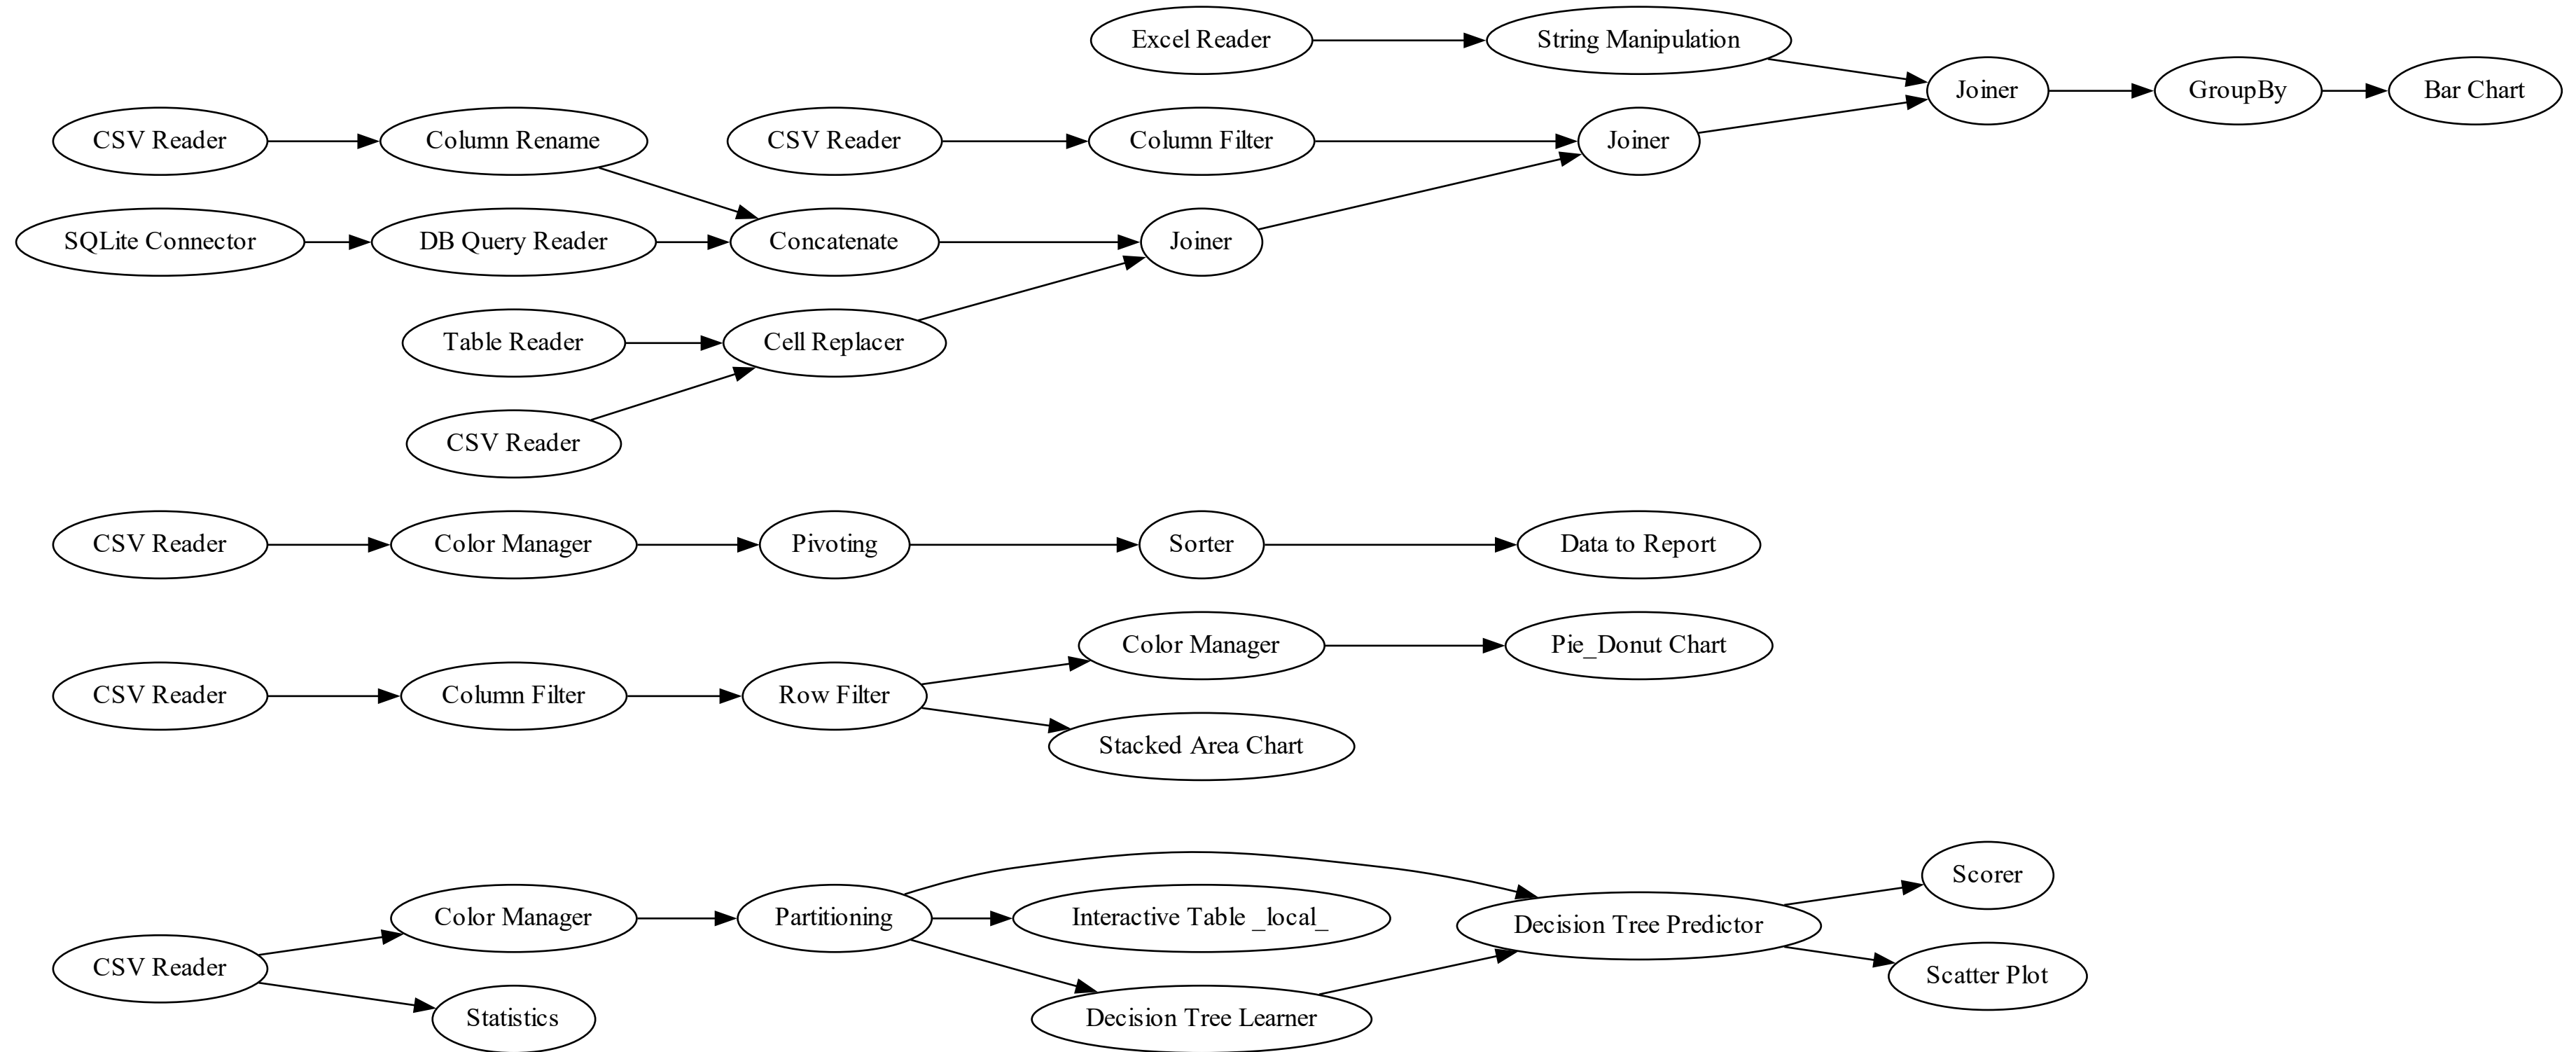 Excel Reader
String Manipulation
Joiner
GroupBy
Bar Chart
CSV Reader
Column Rename
CSV Reader
Column Filter
Joiner
SQLite Connector
DB Query Reader
Concatenate
Joiner
Table Reader
Cell Replacer
CSV Reader
CSV Reader
Color Manager
Pivoting
Sorter
Data to Report
Color Manager
Pie_Donut Chart
CSV Reader
Column Filter
Row Filter
Stacked Area Chart
Scorer
Color Manager
Partitioning
Interactive Table _local_
Decision Tree Predictor
CSV Reader
Scatter Plot
Statistics
Decision Tree Learner